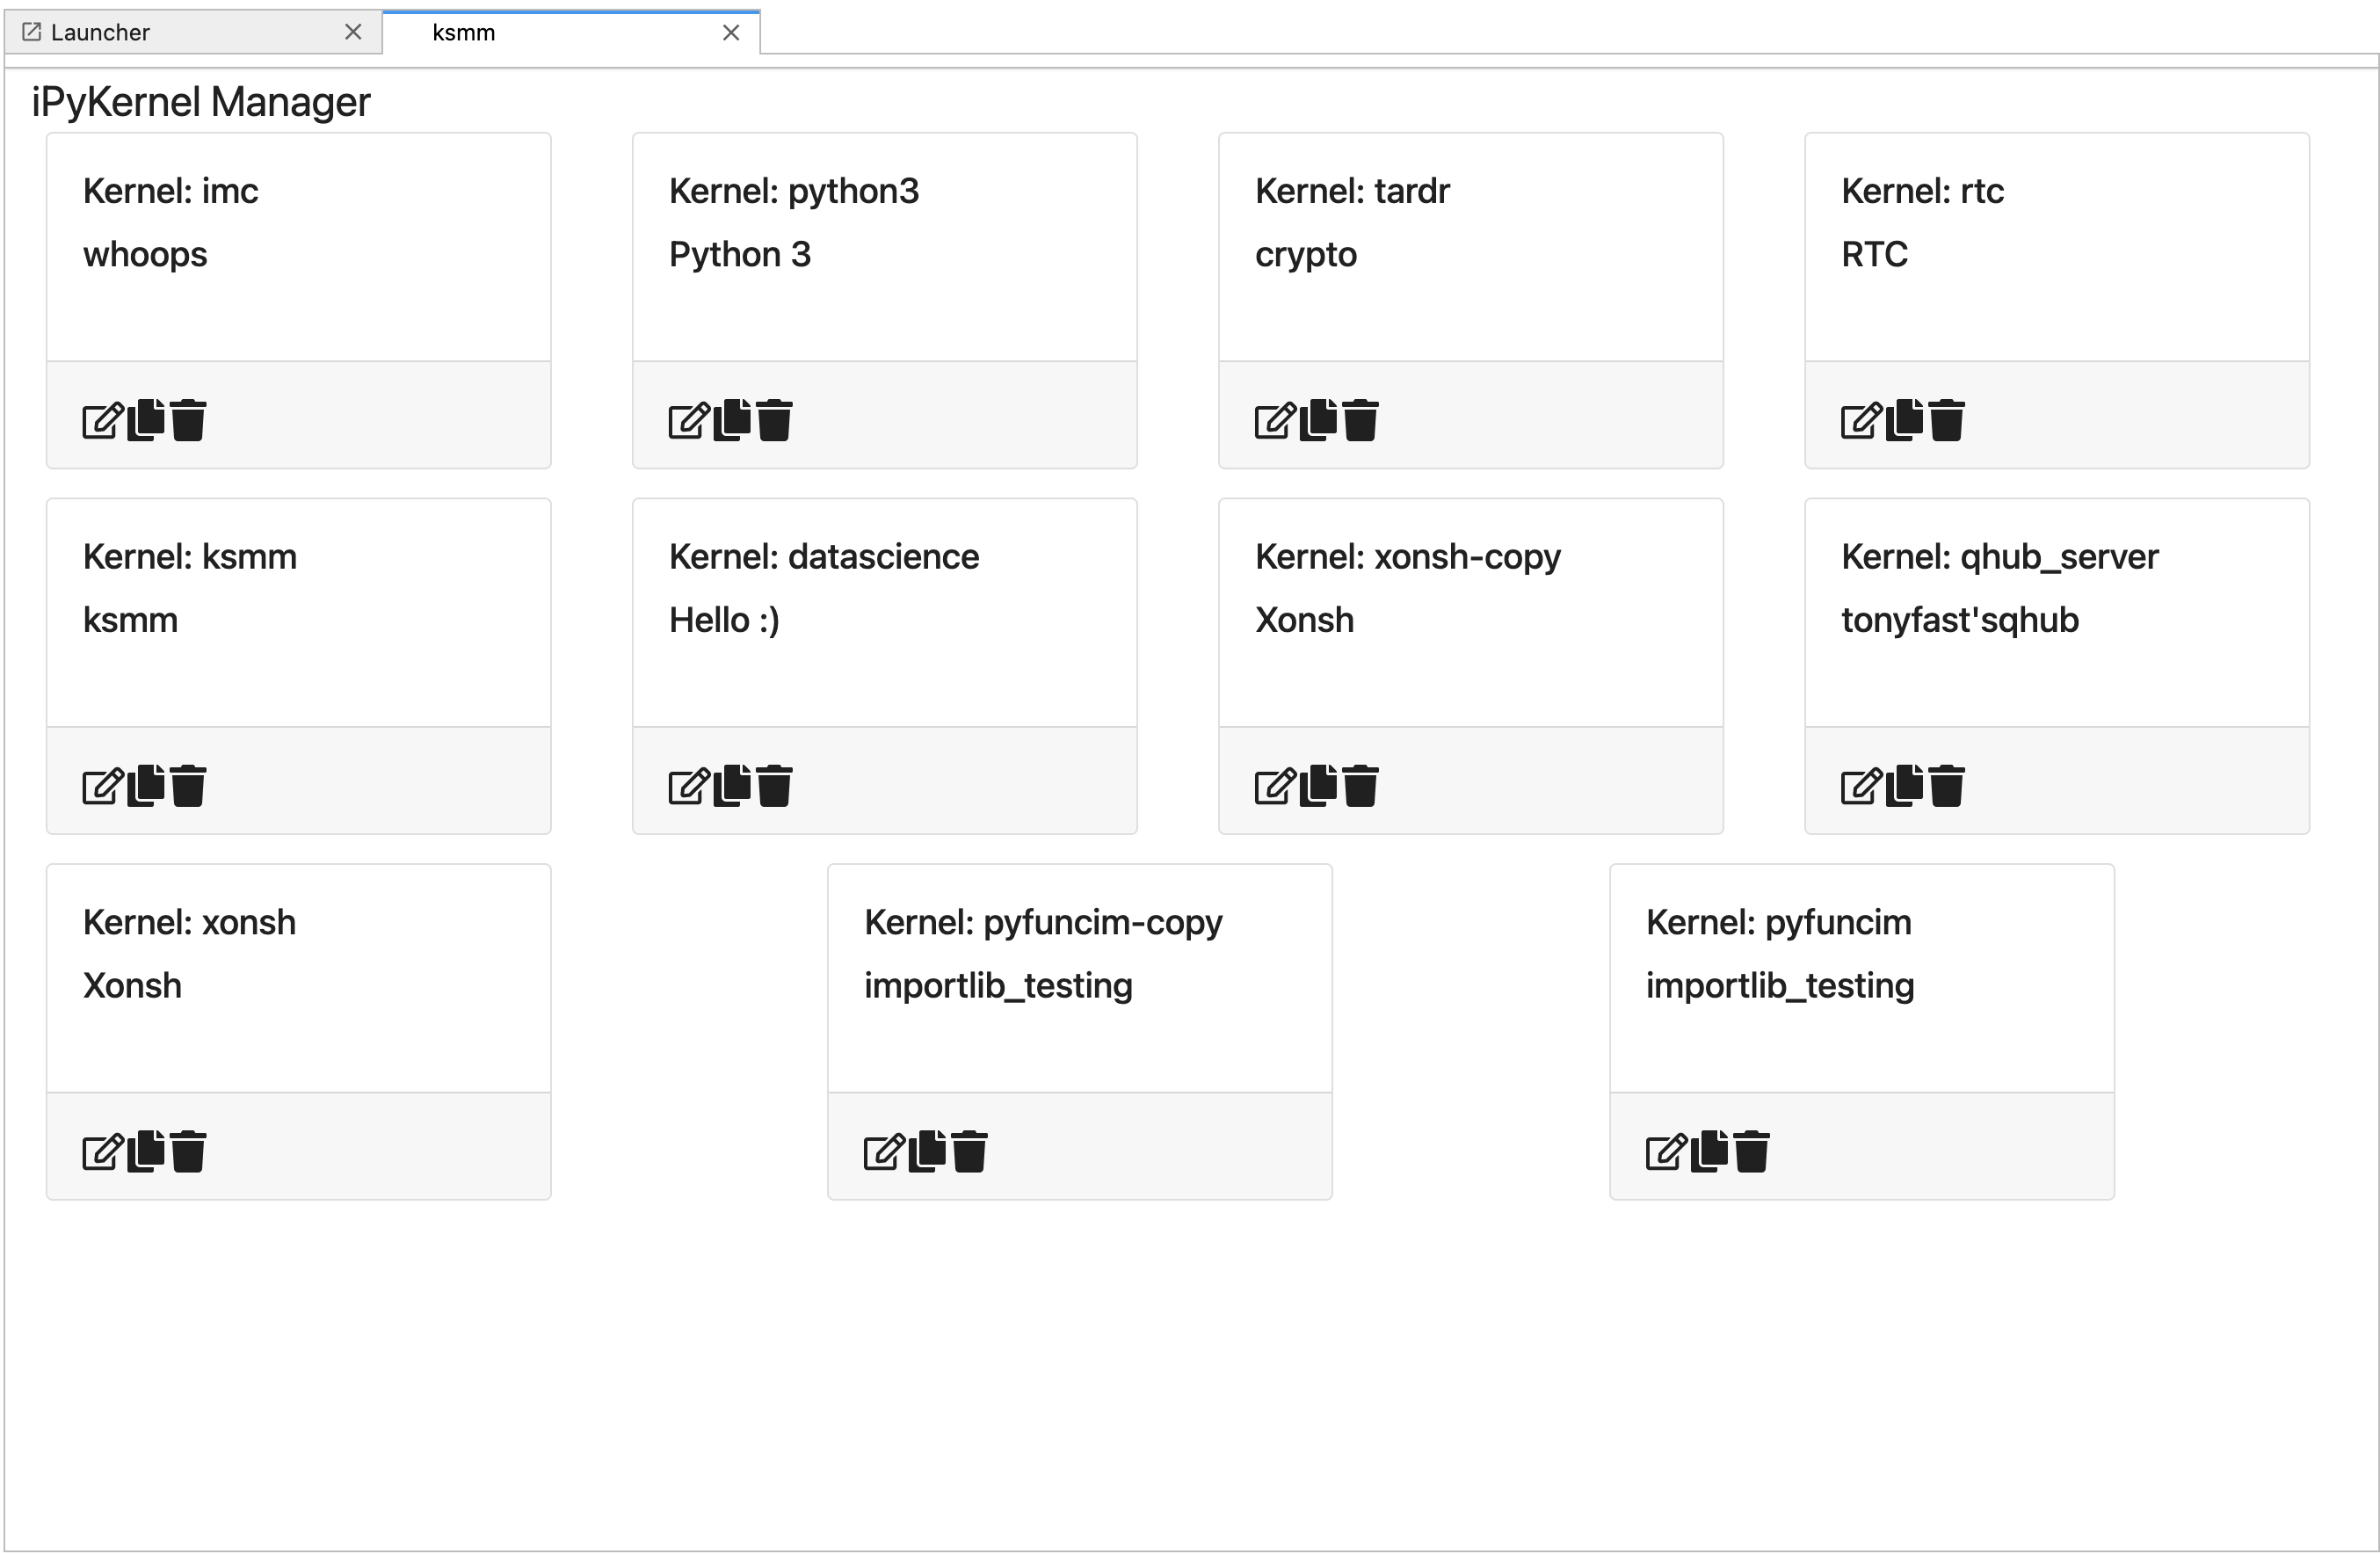 Launcher
ksmm
iPyKernel Manager
Kernel: imc
whoops
Kernel: python3
Python 3
Kernel: tardr
crypto
Kernel: rtc
RTC
Kernel: ksmm
ksmm
Kernel: datascience
Hello :)
Kernel: xonsh-copy
Xonsh
Kernel: qhub_server
tonyfast'sqhub
Kernel: xonsh
Xonsh
Kernel: pyfuncim-copy
importlib_testing
Kernel: pyfuncim
importlib_testing